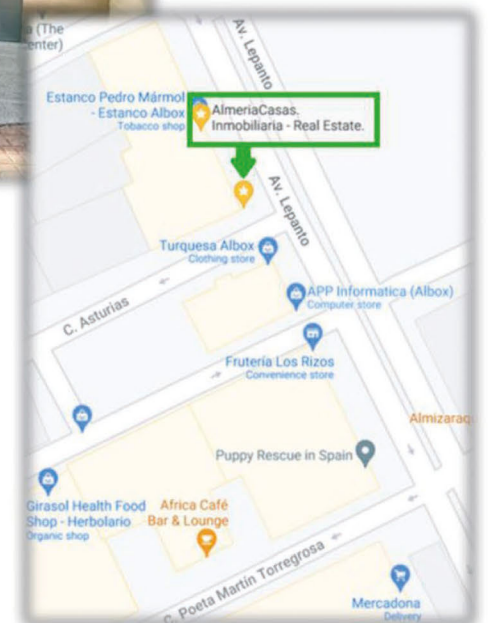 (The
enter)
Av. Lepanto
Estanco Pedro Mármol
- Estanco Albox
Tobacco shop
AlmeriaCasas.
Inmobiliaria - Real Estate.
Av. Lepanto
Turquesa Albox
Clothing store
APP Informatica (Albox)
Computer store
C. Asturias
Frutería Los Rizos
Convenience store
Almizaraq
Puppy Rescue in Spain
Girasol Health Food
Shop - Herbolario
Organic shop
Africa Café
Bar & Lounge
C. Poeta Martín Torregrosa
Mercadona
Delivery